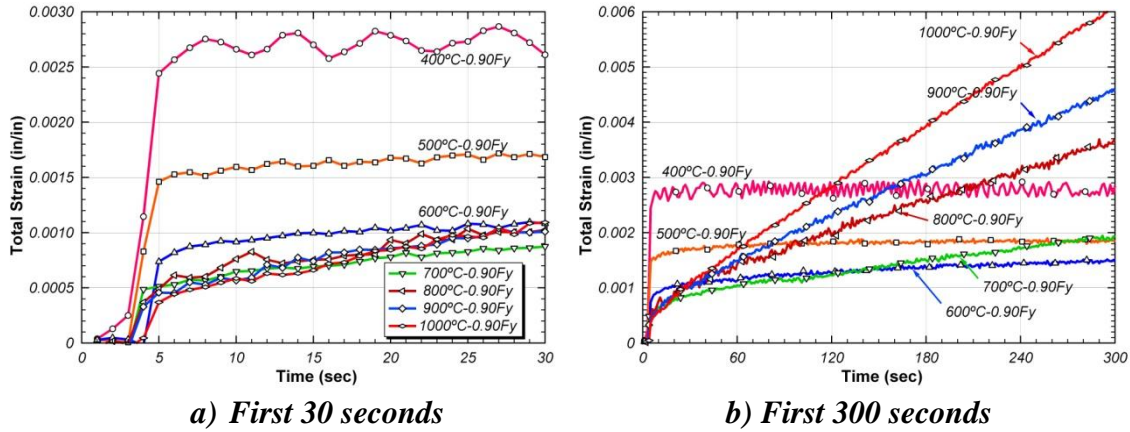 0.0030
0.0025
0.0020
0.0015
0.0010
0.0005
0
Total Strain (in/in)
400ºC-0.90Fy
500ºC-0.90Fy
600ºC-0.90Fy
700ºC-0.90Fy
800ºC-0.90Fy
900ºC-0.90Fy
1000ºC-0.90Fy
0 5 10 15 20 25 30
Time (sec)
a) First 30 seconds
0.006
0.005
0.004
0.003
0.002
0.001
0
Total Strain (in/in)
1000ºC-0.90Fy
900ºC-0.90Fy
400ºC-0.90Fy
800ºC-0.90Fy
500ºC-0.90Fy
700ºC-0.90Fy
600ºC-0.90Fy
0 60 120 180 240 300
Time (sec)
b) First 300 seconds